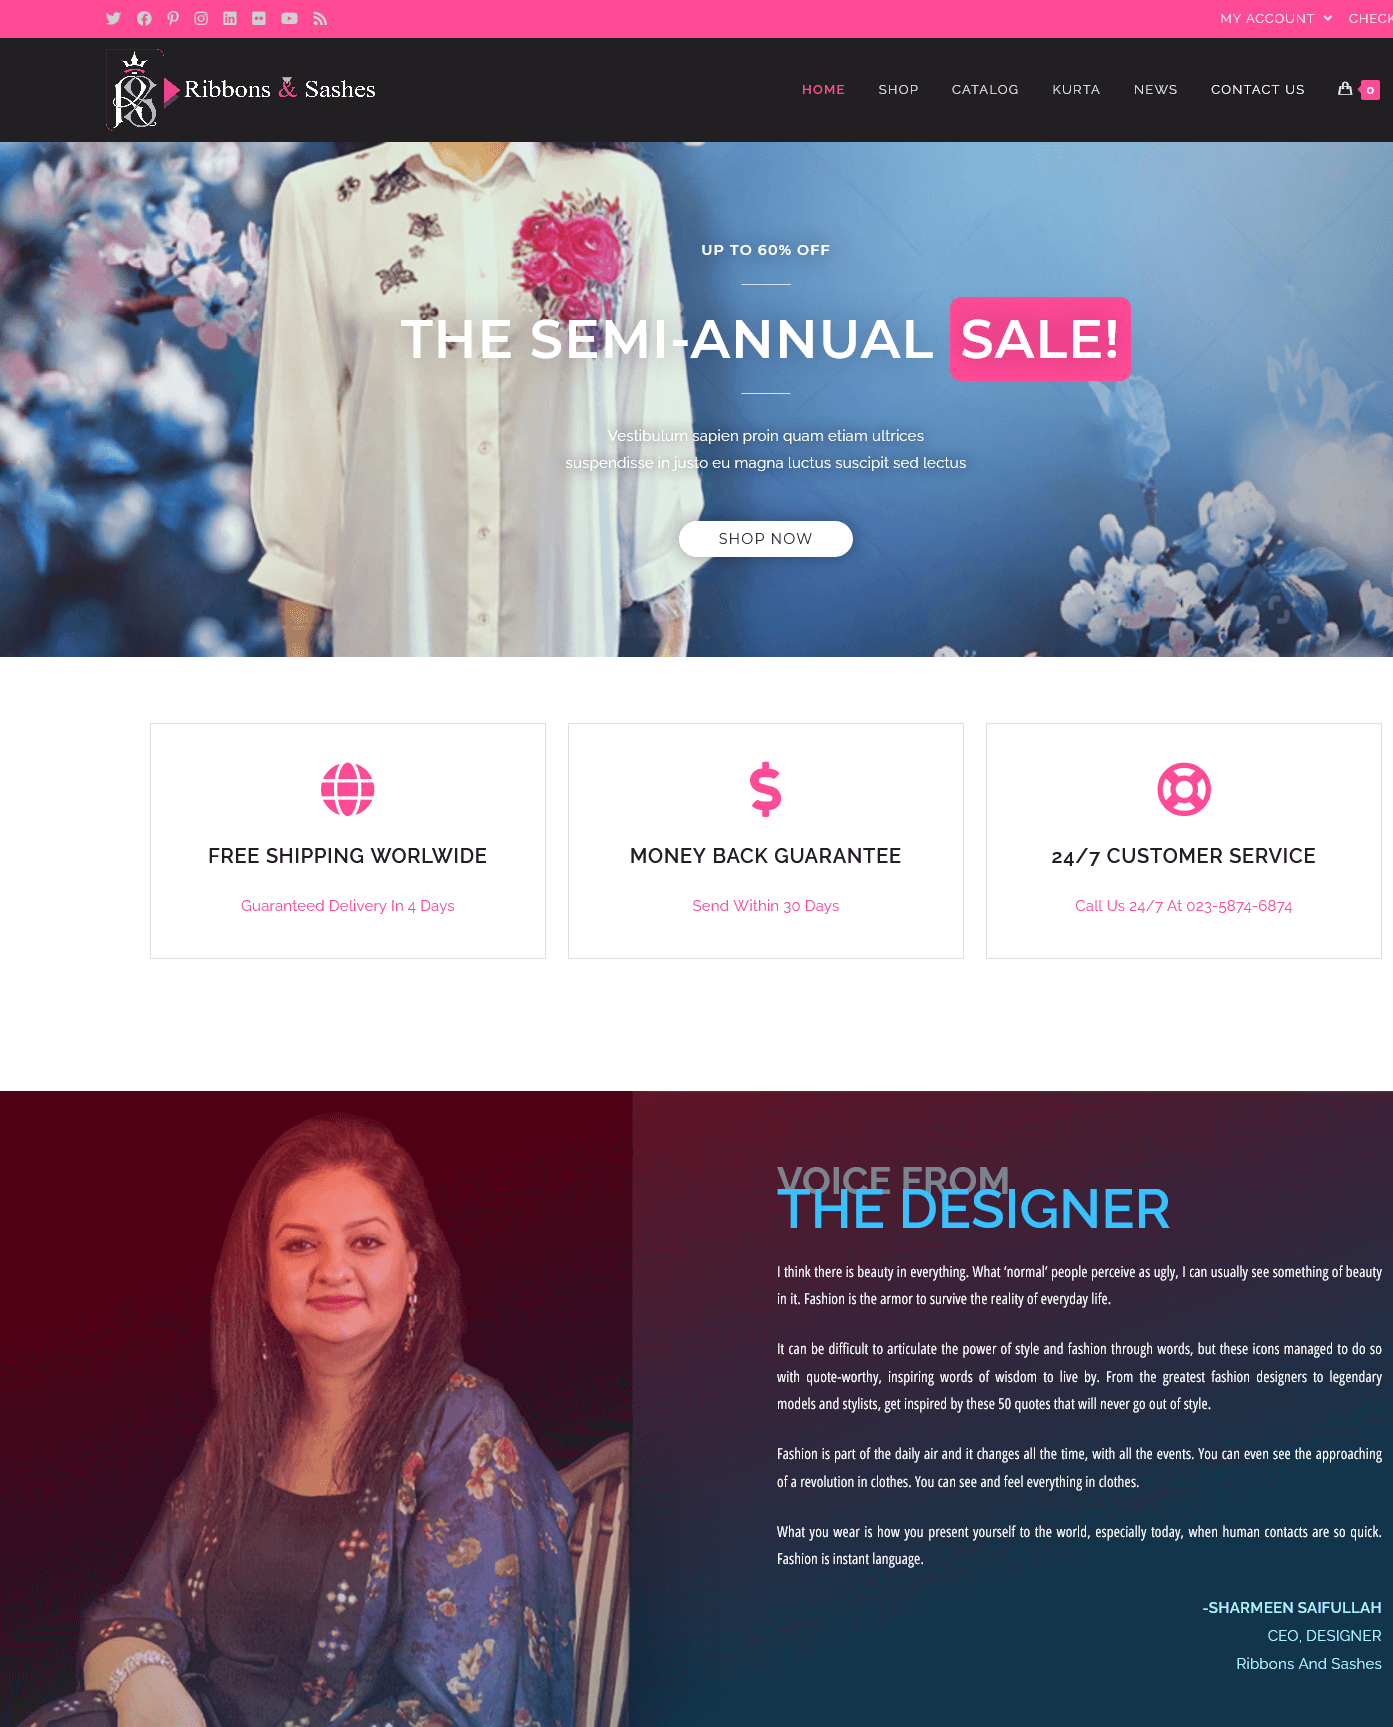 MY ACCOUNT CHECK
Ribbons & Sashes
HOME SHOP CATALOG KURTA NEWS CONTACT US 0
UP TO 60% OFF
THE SEMI-ANNUAL SALE!
Vestibulum sapien proin quam etiam ultrices
suspendisse in justo eu magna luctus suscipit sed lectus
SHOP NOW
FREE SHIPPING WORLWIDE
Guaranteed Delivery In 4 Days
MONEY BACK GUARANTEE
Send Within 30 Days
24/7 CUSTOMER SERVICE
Call Us 24/7 At 023-5874-6874
VOICE FROM
THE DESIGNER
I think there is beauty in everything. What ‘normal’ people perceive as ugly, I can usually see something of beauty
in it. Fashion is the armor to survive the reality of everyday life.
It can be difficult to articulate the power of style and fashion through words, but these icons managed to do so
with quote-worthy, inspiring words of wisdom to live by. From the greatest fashion designers to legendary
models and stylists, get inspired by these 50 quotes that will never go out of style.
Fashion is part of the daily air and it changes all the time, with all the events. You can even see the approaching
of a revolution in clothes. You can see and feel everything in clothes.
What you wear is how you present yourself to the world, especially today, when human contacts are so quick.
Fashion is instant language.
-SHARMEEN SAIFULLAH
CEO, DESIGNER
Ribbons And Sashes